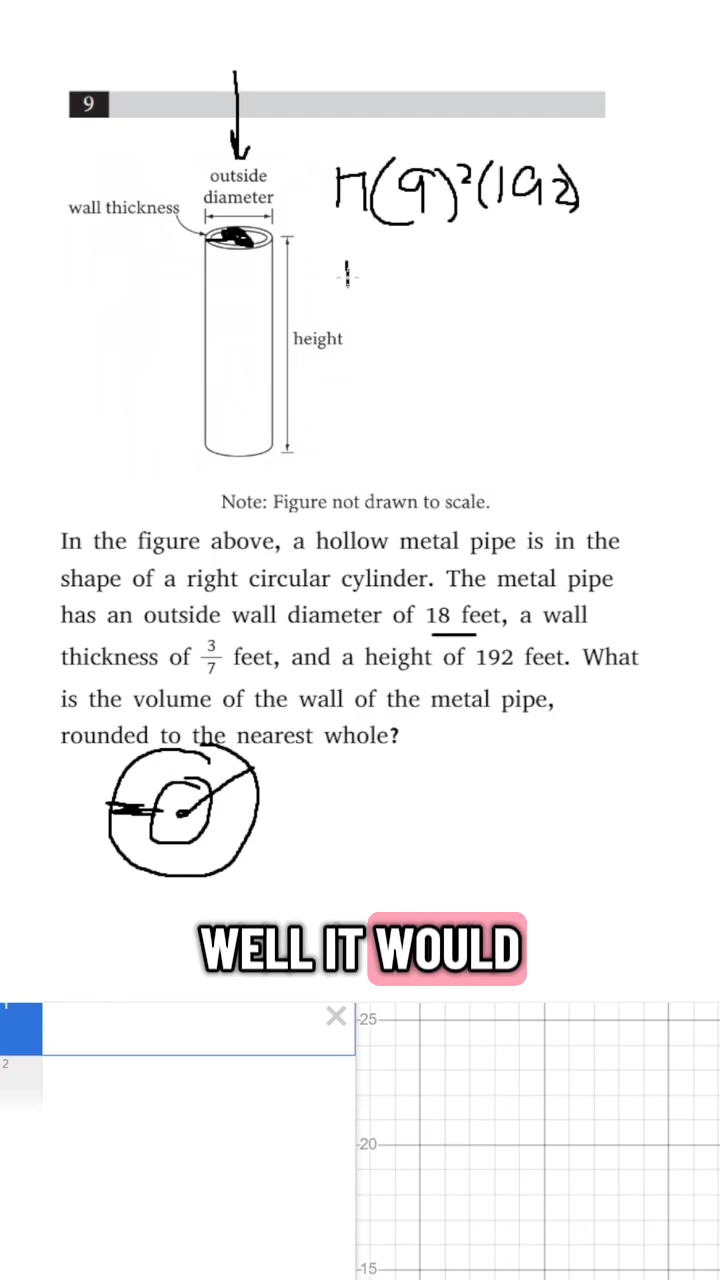 9
outside
diameter
wall thickness
π(9)²(192)
height
Note: Figure not drawn to scale.
In the figure above, a hollow metal pipe is in the
shape of a right circular cylinder. The metal pipe
has an outside wall diameter of 18 feet, a wall
thickness of 3/7 feet, and a height of 192 feet. What
is the volume of the wall of the metal pipe,
rounded to the nearest whole?
WELL IT WOULD
-25
2
-20
-15